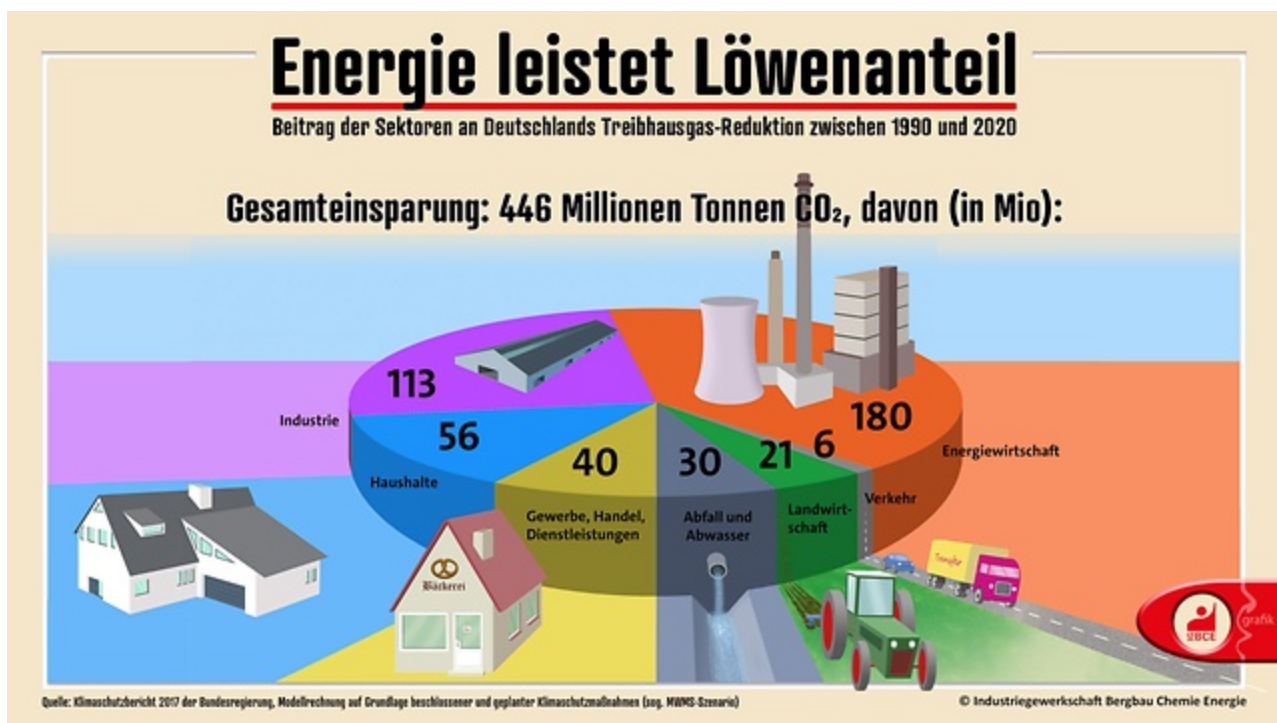 Energie leistet Löwenanteil
Beitrag der Sektoren an Deutschlands Treibhausgas-Reduktion zwischen 1990 und 2020
Gesamteinsparung: 446 Millionen Tonnen CO₂, davon (in Mio):
113
Industrie
56
Haushalte
40
Gewerbe, Handel,
Dienstleistungen
30
Abfall und
Abwasser
21
Landwirt-
schaft
6
Verkehr
180
Energiewirtschaft
Bäckerei
Transfer
IGBCE
grafik
Quelle: Klimaschutzbericht 2017 der Bundesregierung, Modellrechnung auf Grundlage beschlossener und geplanter Klimaschutzmaßnahmen (sog. MWMS-Szenario)
© Industriegewerkschaft Bergbau Chemie Energie